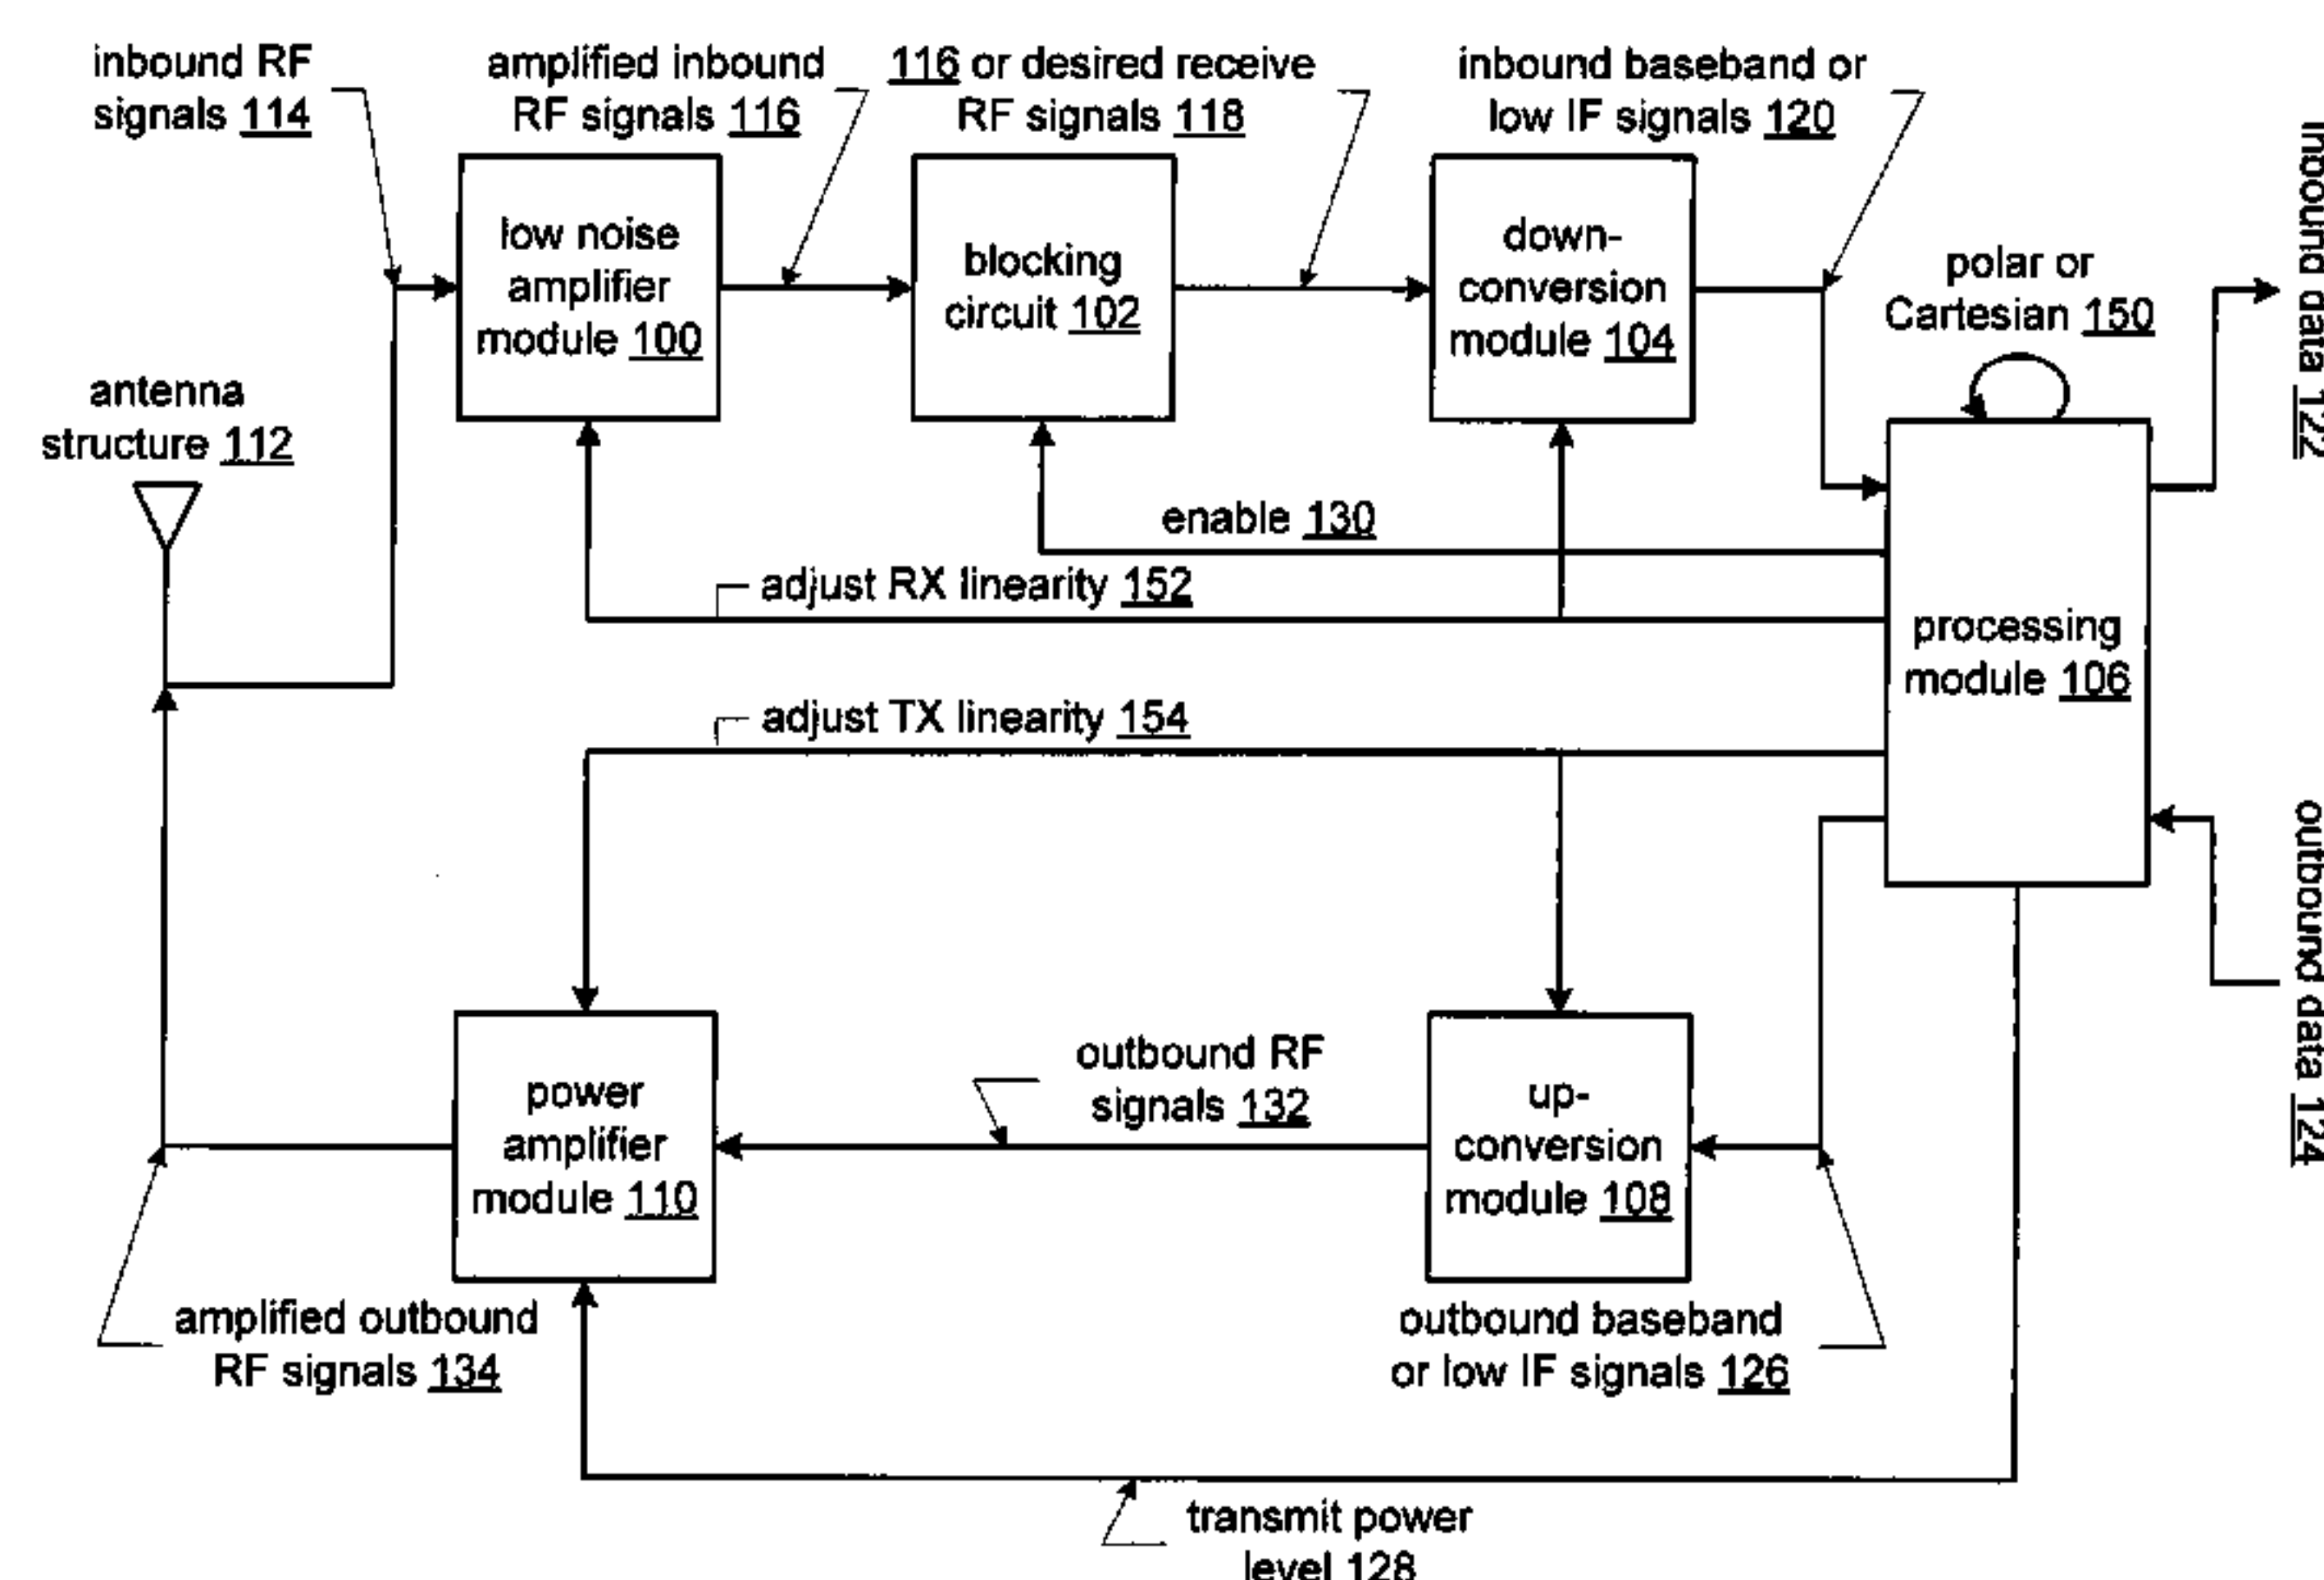 inbound RF
signals 114
amplified inbound
RF signals 116
116 or desired receive
RF signals 118
inbound baseband or
low IF signals 120
inbound data 122
low noise
amplifier
module 100
blocking
circuit 102
down-
conversion
module 104
polar or
Cartesian 150
antenna
structure 112
enable 130
adjust RX linearity 152
processing
module 106
adjust TX linearity 154
outbound data 124
outbound RF
signals 132
power
amplifier
module 110
up-
conversion
module 108
amplified outbound
RF signals 134
outbound baseband
or low IF signals 126
transmit power
level 128